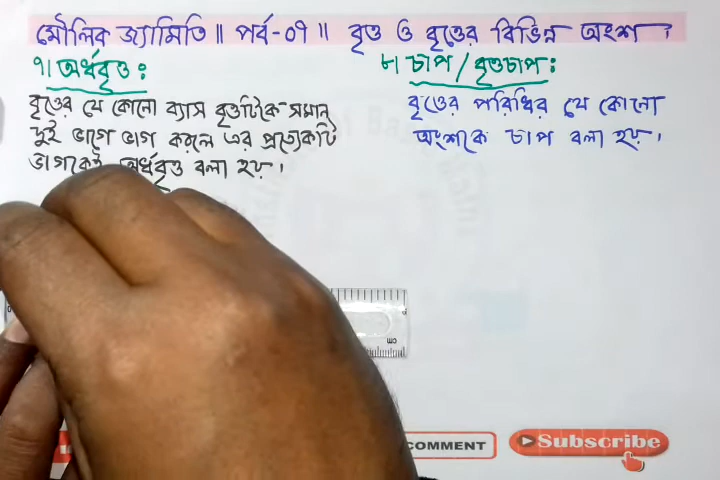 মৌলিক জ্যামিতি ॥ পর্ব-০৭ ॥ বৃত্ত ও বৃত্তের বিভিন্ন অংশ ।
৭। অর্ধবৃত্ত :
বৃত্তের যে কোনো ব্যাস বৃত্তটিকে সমান
দুই ভাগে ভাগ করলে এর প্রত্যেকটি
ভাগকেই অর্ধবৃত্ত বলা হয় ।
৮। চাপ / বৃত্তচাপ :
বৃত্তের পরিধির যে কোনো
অংশকে চাপ বলা হয় ।
cm
COMMENT
Subscribe